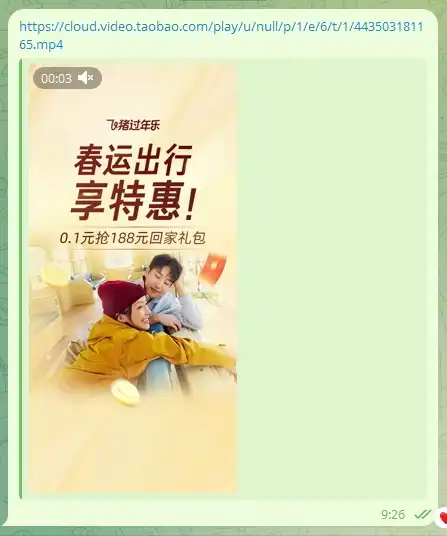 https://cloud.video.taobao.com/play/u/null/p/1/e/6/t/1/4435031811
65.mp4
00:03
飞猪过年乐
春运出行
享特惠!
0.1元抢188元回家礼包
9:26